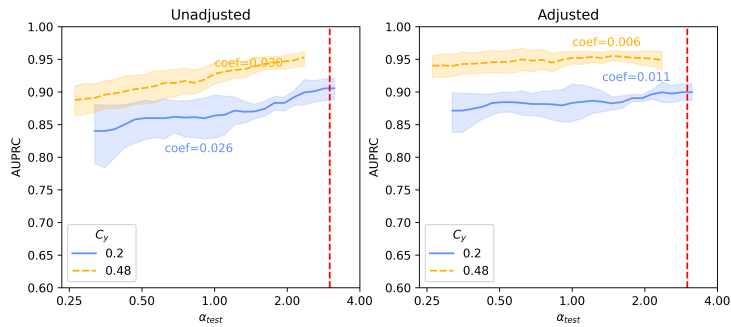 Unadjusted
AUPRC
1.00
0.95
0.90
0.85
0.80
0.75
0.70
0.65
0.60
coef=0.030
coef=0.026
C_y
0.2
0.48
0.25 0.50 1.00 2.00 4.00
α_test
Adjusted
AUPRC
1.00
0.95
0.90
0.85
0.80
0.75
0.70
0.65
0.60
coef=0.006
coef=0.011
C_y
0.2
0.48
0.25 0.50 1.00 2.00 4.00
α_test